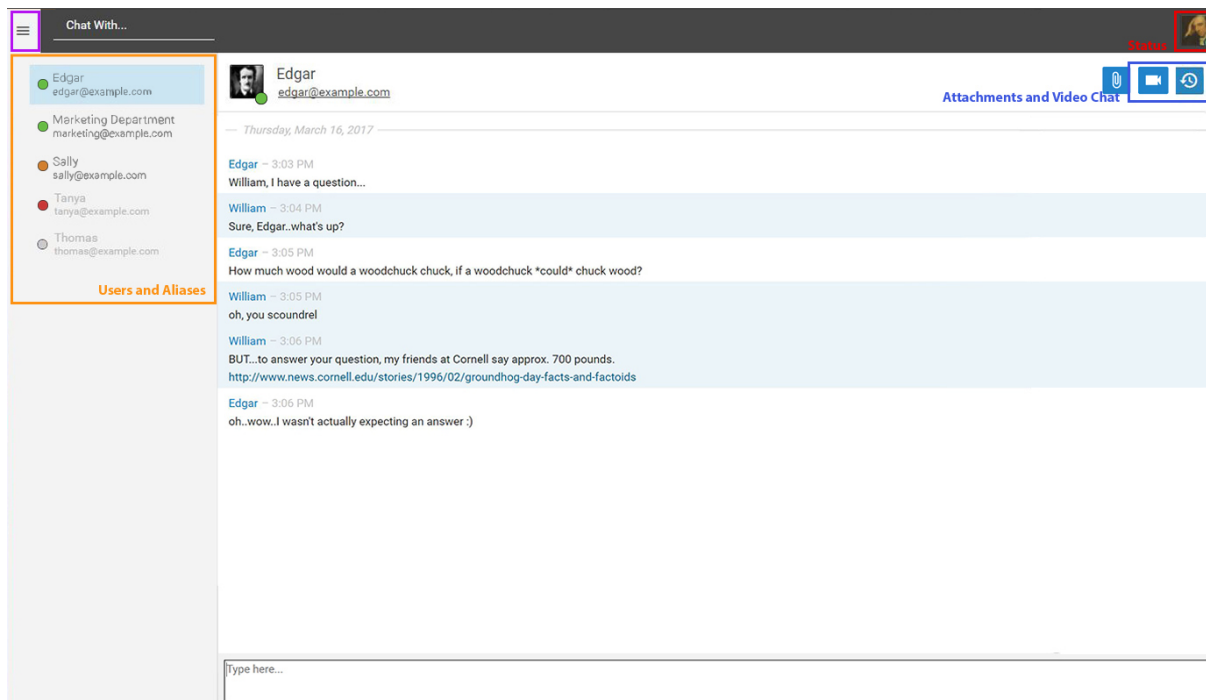 Chat With...
Status
Edgar
edgar@example.com
Marketing Department
marketing@example.com
Sally
sally@example.com
Tanya
tanya@example.com
Thomas
thomas@example.com
Users and Aliases
Edgar
edgar@example.com
Attachments and Video Chat
Thursday, March 16, 2017
Edgar – 3:03 PM
William, I have a question...
William – 3:04 PM
Sure, Edgar..what's up?
Edgar – 3:05 PM
How much wood would a woodchuck chuck, if a woodchuck *could* chuck wood?
William – 3:05 PM
oh, you scoundrel
William – 3:06 PM
BUT...to answer your question, my friends at Cornell say approx. 700 pounds.
http://www.news.cornell.edu/stories/1996/02/groundhog-day-facts-and-factoids
Edgar – 3:06 PM
oh..wow..I wasn't actually expecting an answer :)
Type here...